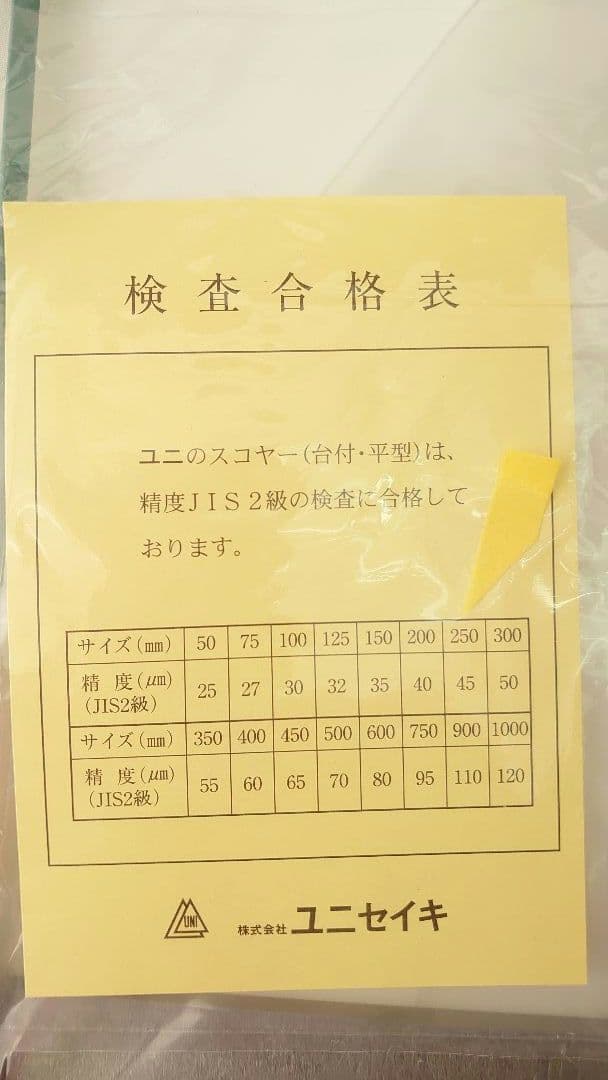 検査合格表
ユニのスコヤー(台付・平型)は、
精度JIS2級の検査に合格して
おります。
サイズ(㎜) 50 75 100 125 150 200 250 300
精度(μm) (JIS2級) 25 27 30 32 35 40 45 50
サイズ(㎜) 350 400 450 500 600 750 900 1000
精度(μm) (JIS2級) 55 60 65 70 80 95 110 120
UNI 株式会社 ユニセイキ